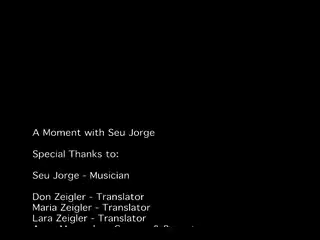 A Moment with Seu Jorge
Special Thanks to:
Seu Jorge - Musician
Don Zeigler - Translator
Maria Zeigler - Translator
Lara Zeigler - Translator